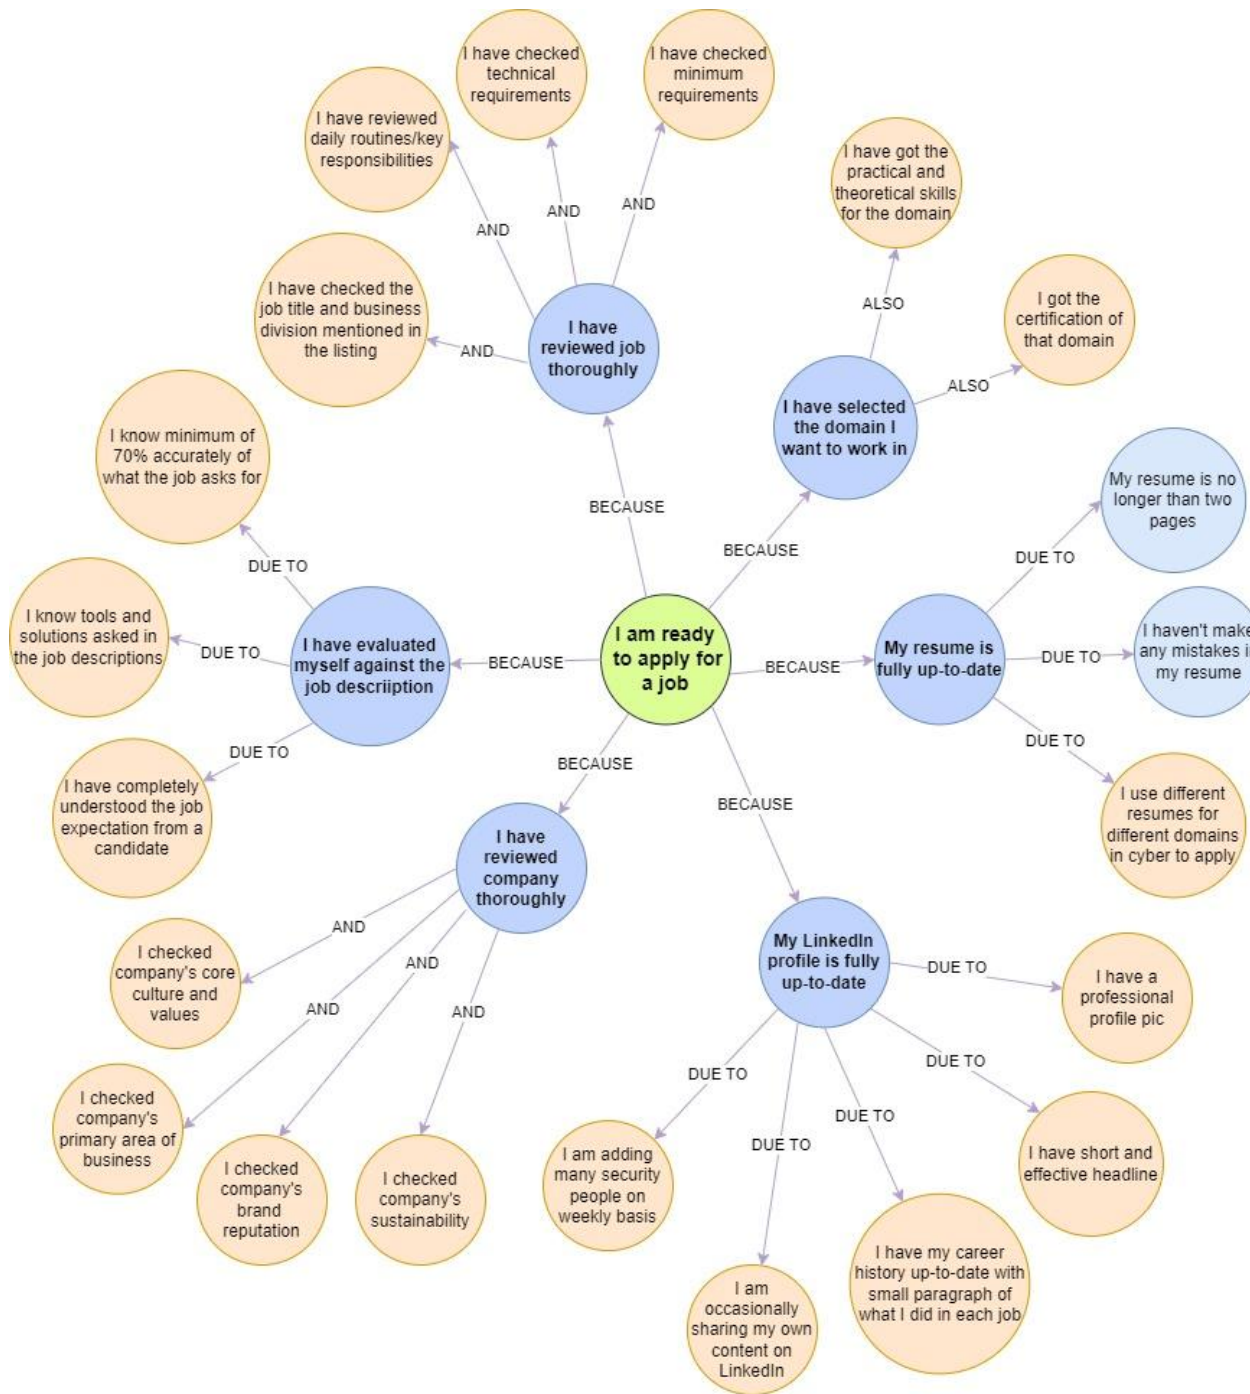 I have checked
technical
requirements
I have checked
minimum
requirements
I have reviewed
daily routines/key
responsibilities
I have got the
practical and
theoretical skills
for the domain
AND
AND
AND
I have checked the
job title and business
division mentioned in
the listing
AND
I have
reviewed job
thoroughly
ALSO
I got the
certification of
that domain
ALSO
I have selected
the domain I
want to work in
I know minimum of
70% accurately of
what the job asks for
BECAUSE
BECAUSE
My resume is no
longer than two
pages
DUE TO
DUE TO
I know tools and
solutions asked in
the job descriptions
DUE TO
I have evaluated
myself against the
job descriiption
BECAUSE
I am ready
to apply for
a job
BECAUSE
My resume is
fully up-to-date
DUE TO
I haven't make
any mistakes i
my resume
DUE TO
DUE TO
I have completely
understood the job
expectation from a
candidate
BECAUSE
BECAUSE
I use different
resumes for
different domains
in cyber to apply
I have
reviewed
company
thoroughly
AND
AND
AND
AND
I checked
company's core
culture and
values
My LinkedIn
profile is fully
up-to-date
DUE TO
I have a
professional
profile pic
DUE TO
DUE TO
DUE TO
DUE TO
I checked
company's
primary area of
business
I checked
company's
brand
reputation
I checked
company's
sustainability
I am adding
many security
people on
weekly basis
I have short and
effective headline
I have my career
history up-to-date with
small paragraph of
what I did in each job
I am
occasionally
sharing my own
content on
LinkedIn